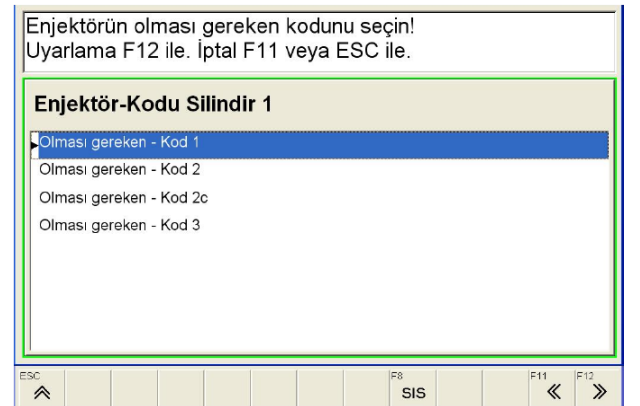 Enjektörün olması gereken kodunu seçin!
Uyarlama F12 ile. İptal F11 veya ESC ile.
Enjektör-Kodu Silindir 1
Olması gereken - Kod 1
Olması gereken - Kod 2
Olması gereken - Kod 2c
Olması gereken - Kod 3
ESC F8 F11 F12
SIS